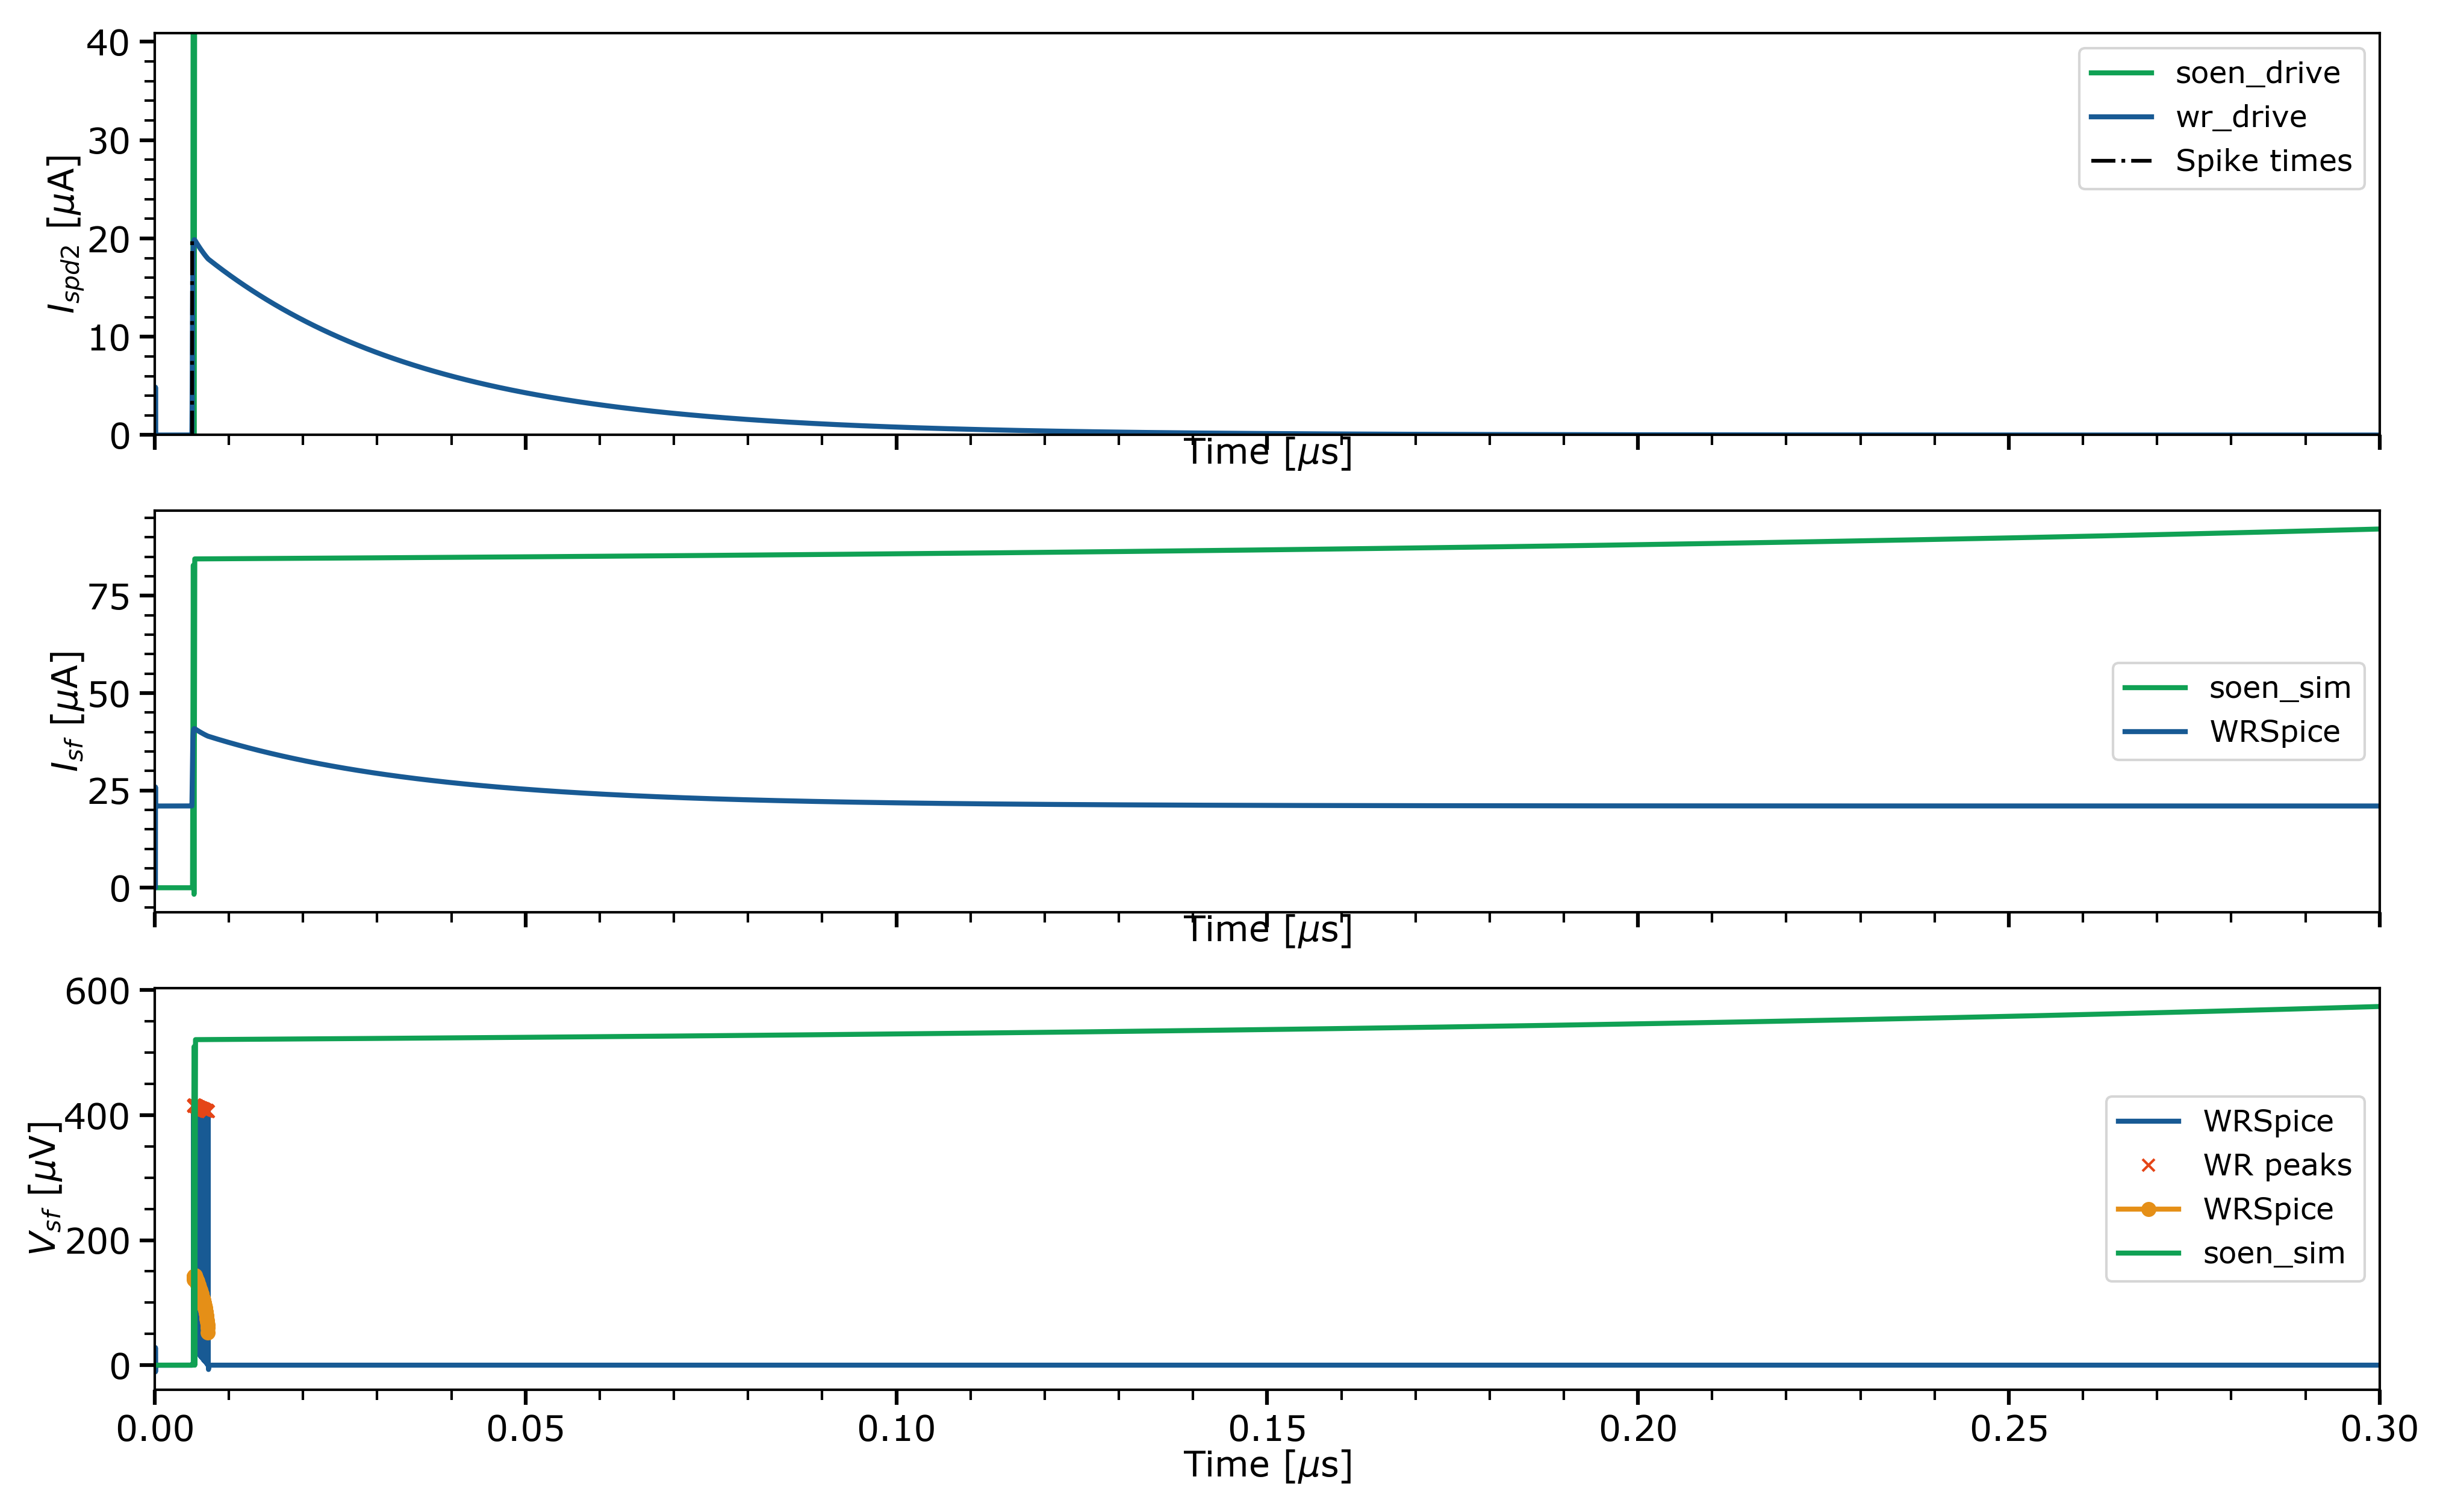 40
30
20
10
0
I_spd2 [μA]
soen_drive
wr_drive
Spike times
Time [μs]
75
50
25
0
I_sf [μA]
soen_sim
WRSpice
Time [μs]
600
400
200
0
V_sf [μV]
WRSpice
WR peaks
WRSpice
soen_sim
0.00 0.05 0.10 0.15 0.20 0.25 0.30
Time [μs]